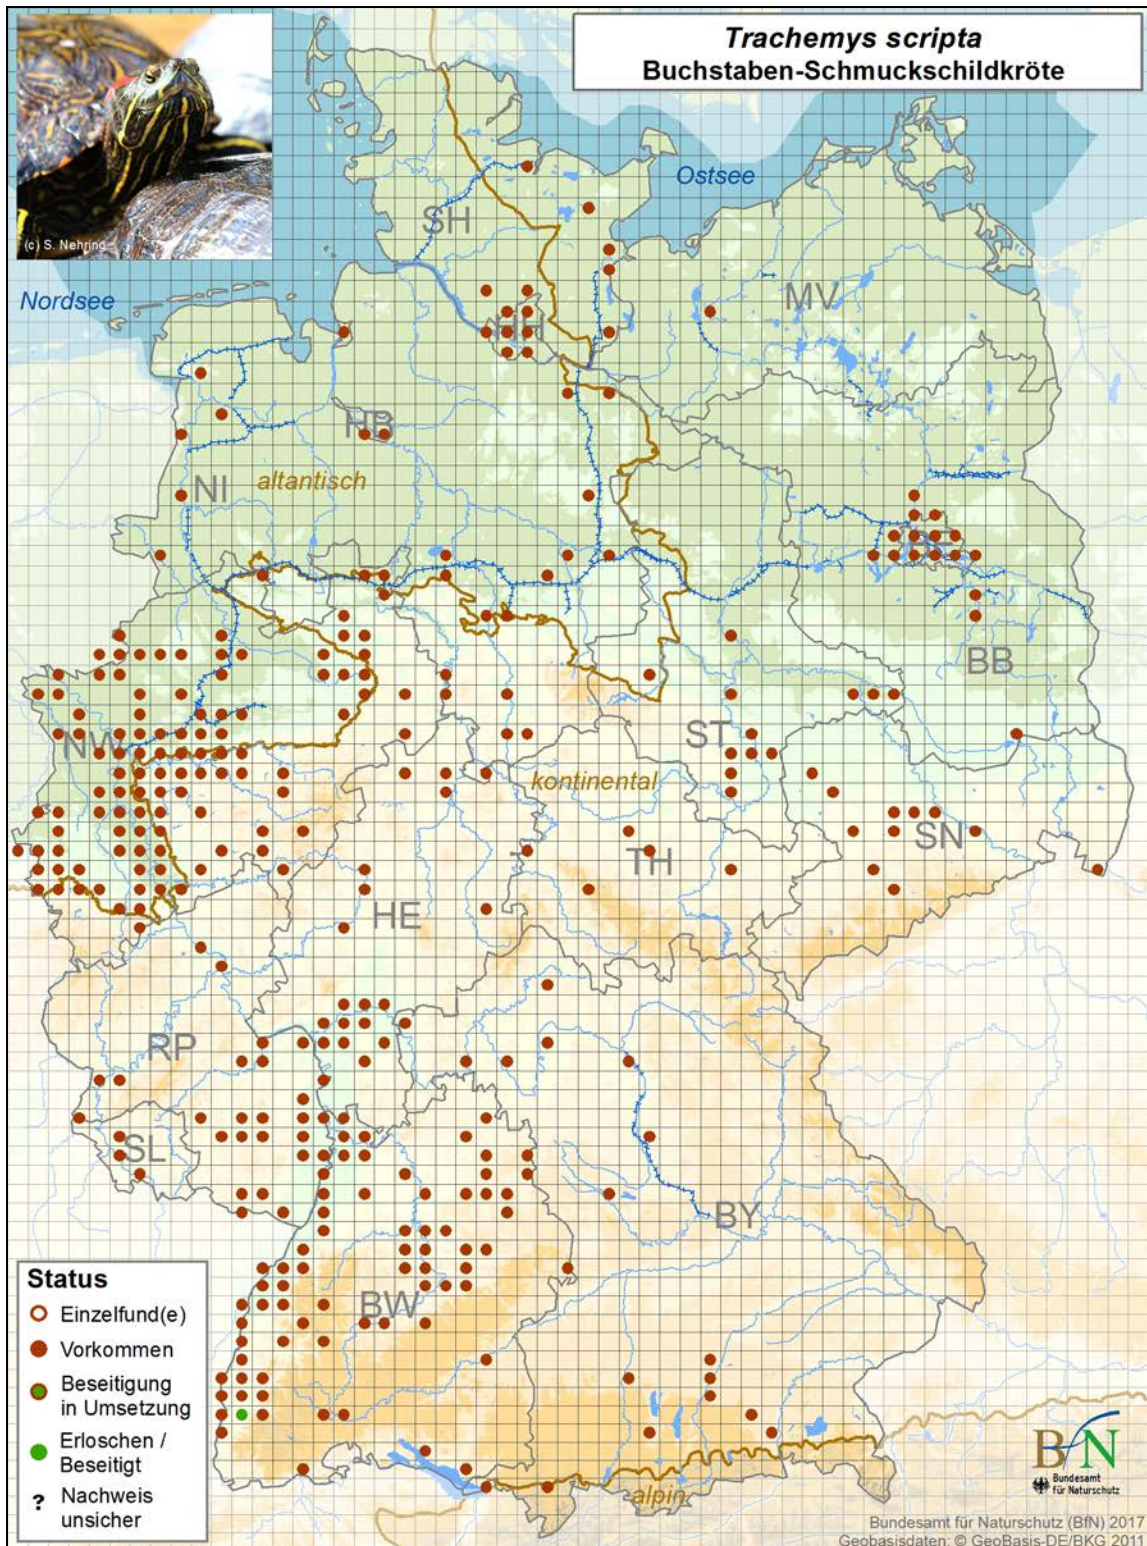 Trachemys scripta
Buchstaben-Schmuckschildkröte
(c) S. Nehring
Ostsee
SH
Nordsee
MV
HH
HB
NI
altantisch
BE
BB
NW
ST
kontinental
SN
TH
HE
RP
SL
BY
BW
Status
Einzelfund(e)
Vorkommen
Beseitigung
in Umsetzung
Erloschen /
Beseitigt
? Nachweis
unsicher
alpin
BfN
Bundesamt
für Naturschutz
Bundesamt für Naturschutz (BfN) 2017
Geobasisdaten: © GeoBasis-DE/BKG 2011